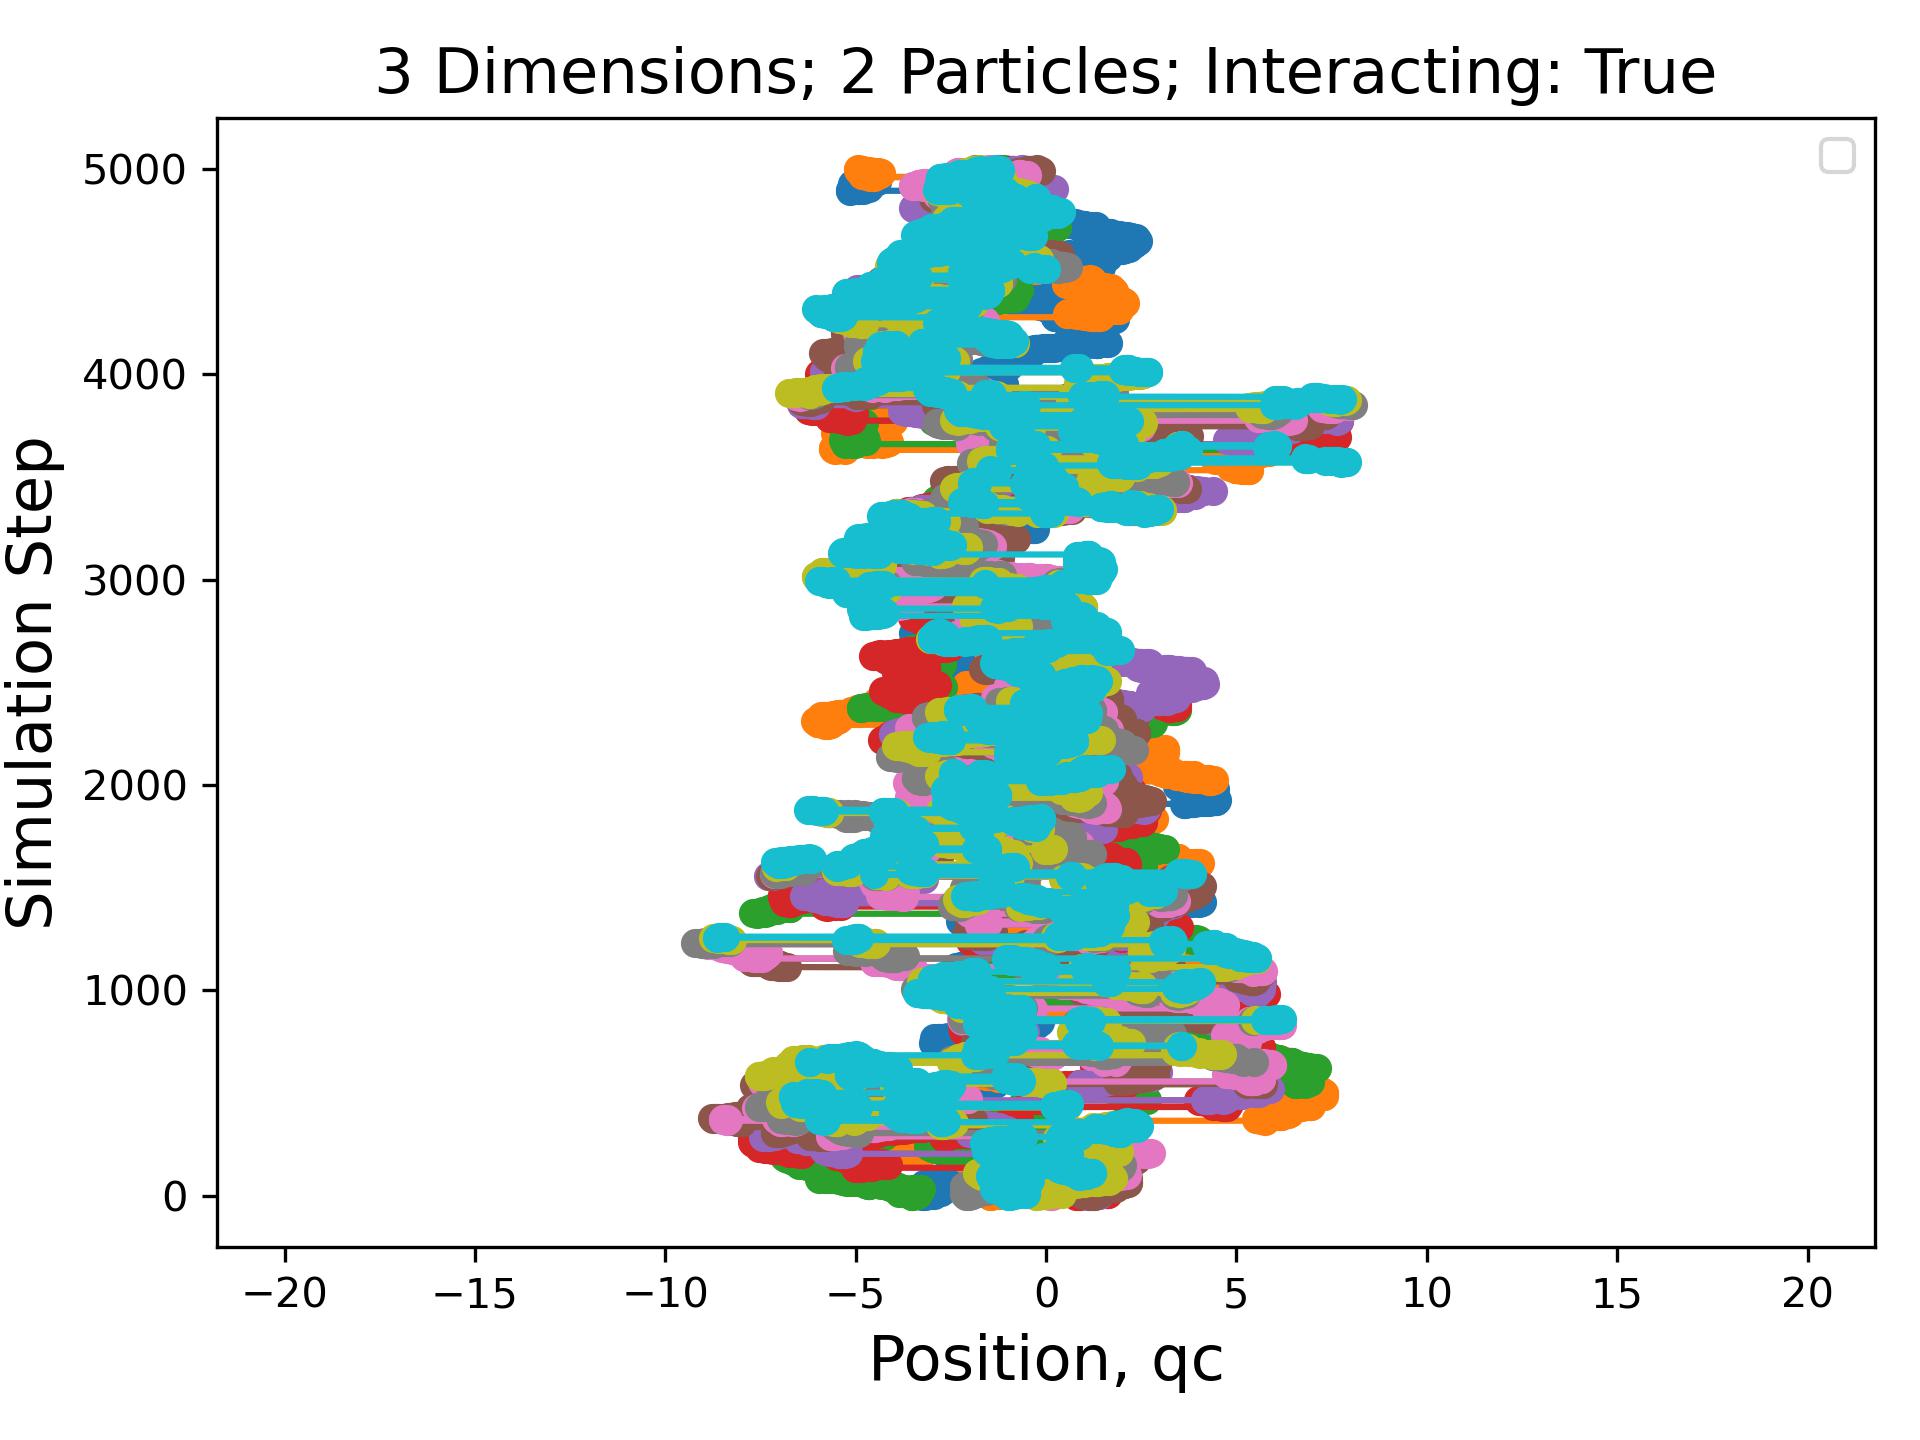 3 Dimensions; 2 Particles; Interacting: True
Simulation Step
5000
4000
3000
2000
1000
0
−20 −15 −10 −5 0 5 10 15 20
Position, qc